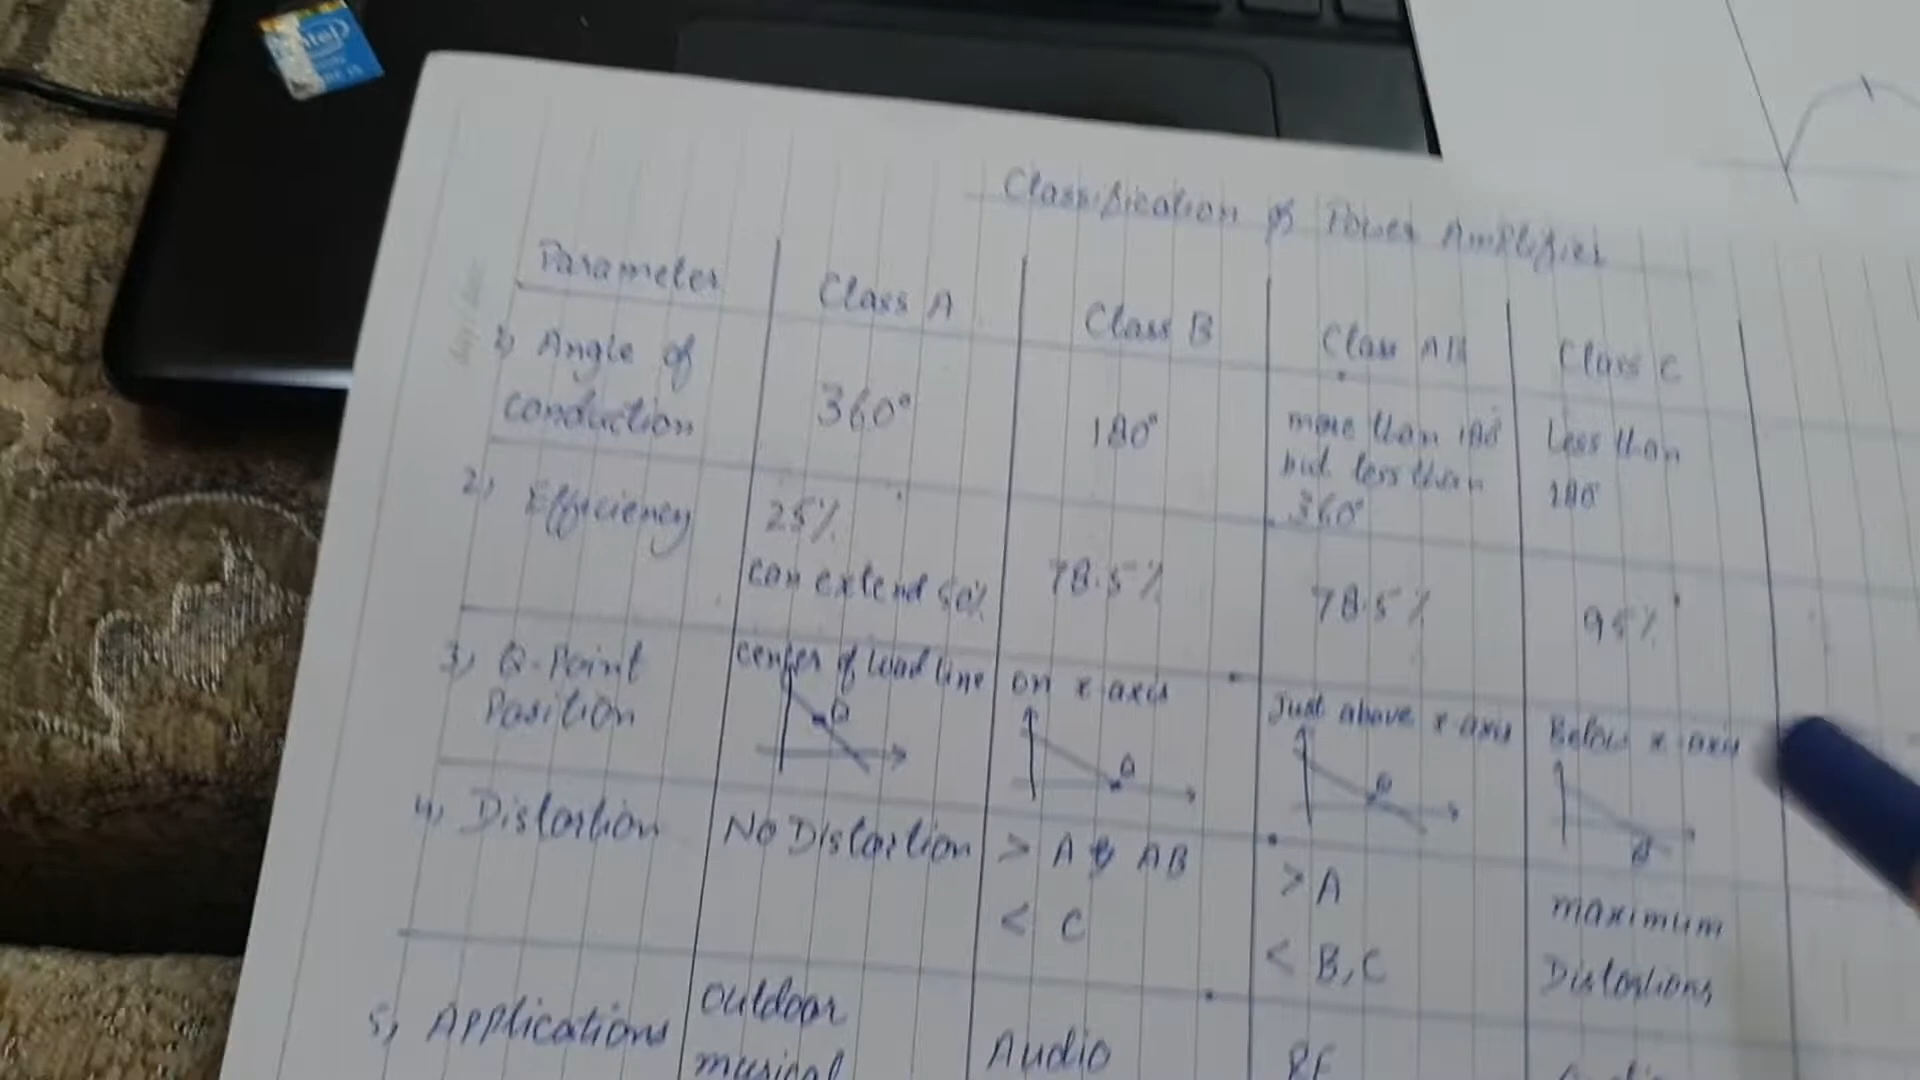 intel
Classification of Power Amplifier
Parameter
Class A
Class B
Class AB
Class C
1) Angle of
conduction
360°
180°
more than 180°
but less than
360°
Less than
180°
2) Efficiency
25%
can extend 50%
78.5%
78.5%
95%
3) Q-Point
Position
center of load line
Q
on x axis
Q
Just above x axis
Q
Below x axis
Q
4) Distortion
No Distortion
> A & AB
< C
> A
< B, C
maximum
Distortions
5) Applications
outdoor
musical
Audio
RF